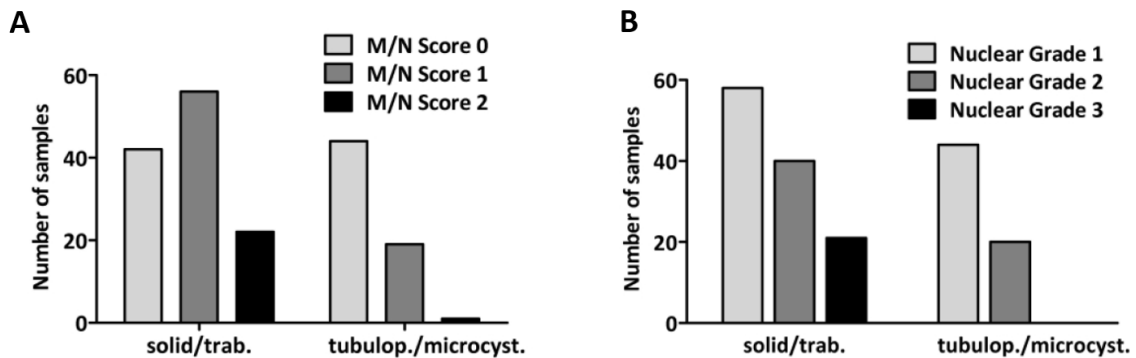 A
M/N Score 0
M/N Score 1
M/N Score 2
Number of samples
60
40
20
0
solid/trab.
tubulop./microcyst.
B
Nuclear Grade 1
Nuclear Grade 2
Nuclear Grade 3
Number of samples
60
40
20
0
solid/trab.
tubulop./microcyst.